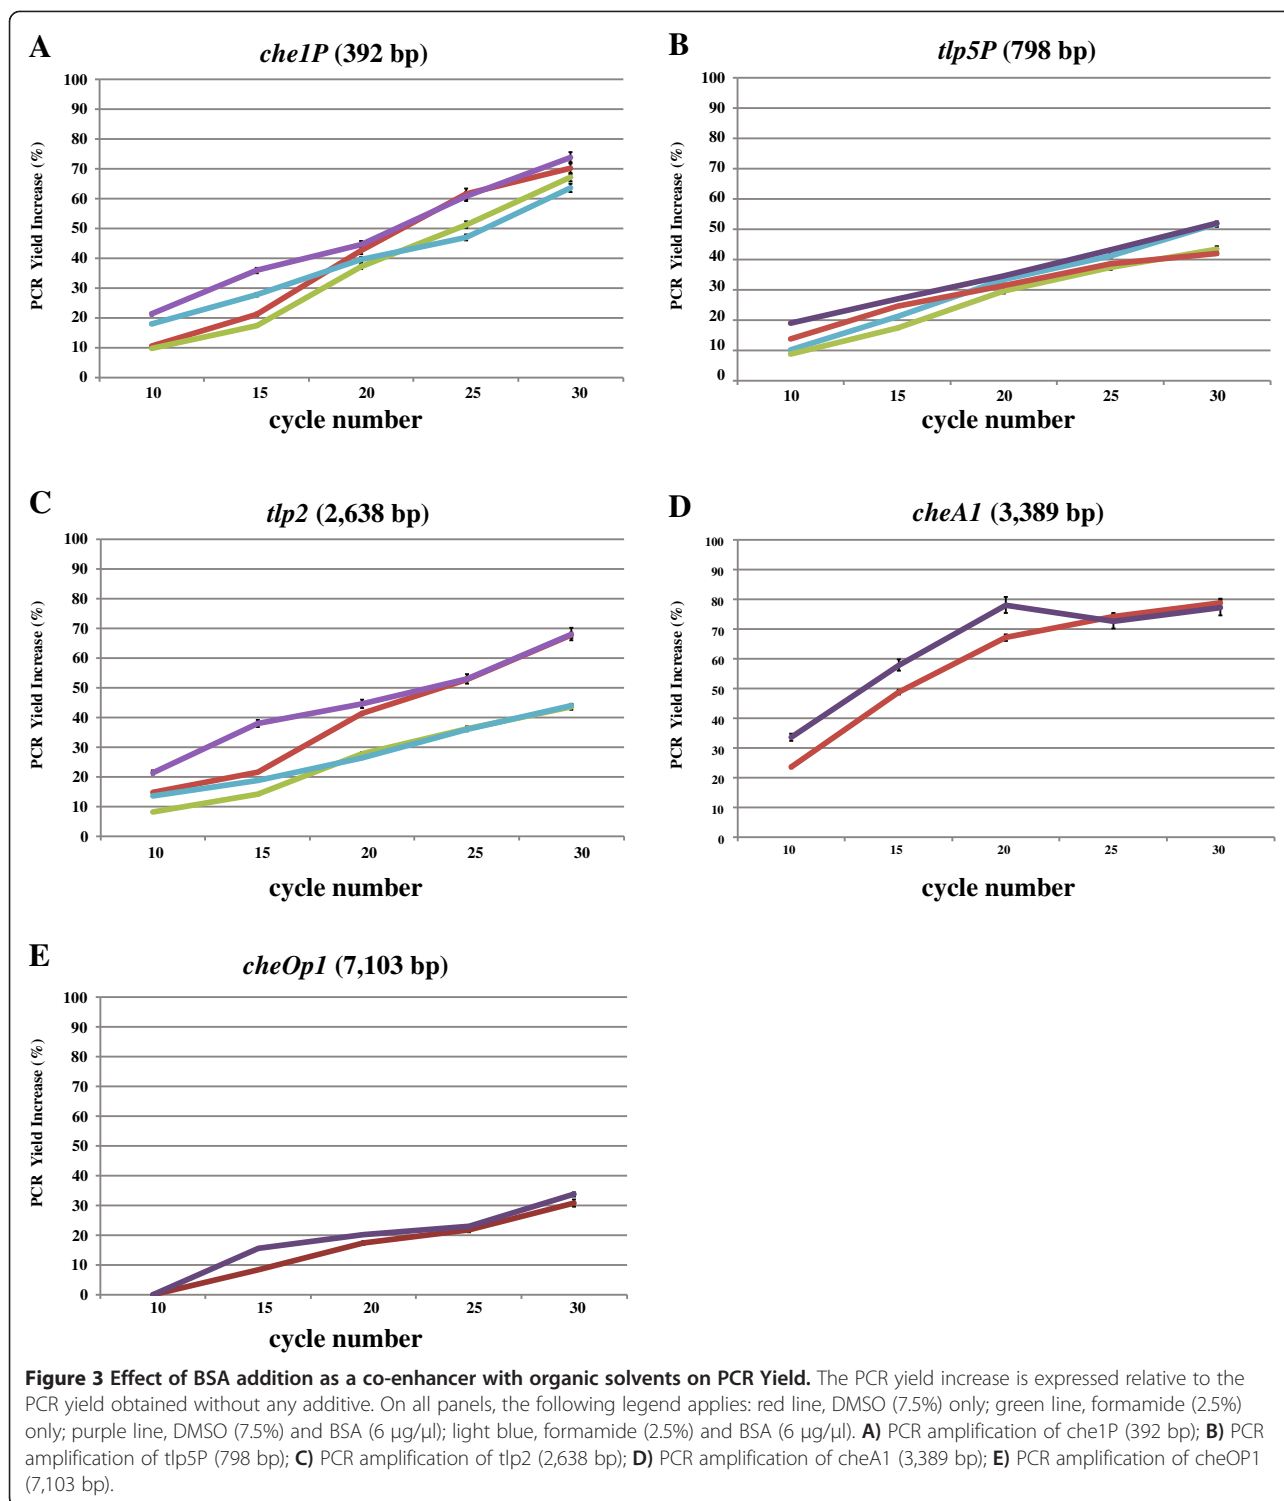 A
che1P (392 bp)
PCR Yield Increase (%)
100
90
80
70
60
50
40
30
20
10
0
10 15 20 25 30
cycle number
B
tlp5P (798 bp)
PCR Yield Increase (%)
100
90
80
70
60
50
40
30
20
10
0
10 15 20 25 30
cycle number
C
tlp2 (2,638 bp)
PCR Yield Increase (%)
100
90
80
70
60
50
40
30
20
10
0
10 15 20 25 30
cycle number
D
cheA1 (3,389 bp)
PCR Yield Increase (%)
100
90
80
70
60
50
40
30
20
10
0
10 15 20 25 30
cycle number
E
cheOp1 (7,103 bp)
PCR Yield Increase (%)
100
90
80
70
60
50
40
30
20
10
0
10 15 20 25 30
cycle number
Figure 3 Effect of BSA addition as a co-enhancer with organic solvents on PCR Yield. The PCR yield increase is expressed relative to the
PCR yield obtained without any additive. On all panels, the following legend applies: red line, DMSO (7.5%) only; green line, formamide (2.5%)
only; purple line, DMSO (7.5%) and BSA (6 μg/μl); light blue, formamide (2.5%) and BSA (6 μg/μl). A) PCR amplification of che1P (392 bp); B) PCR
amplification of tlp5P (798 bp); C) PCR amplification of tlp2 (2,638 bp); D) PCR amplification of cheA1 (3,389 bp); E) PCR amplification of cheOP1
(7,103 bp).